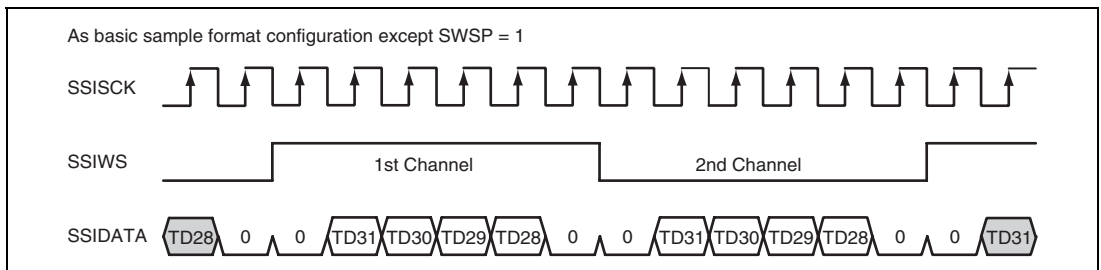 As basic sample format configuration except SWSP = 1
SSISCK
SSIWS 1st Channel 2nd Channel
SSIDATA TD28 0 0 TD31 TD30 TD29 TD28 0 0 TD31 TD30 TD29 TD28 0 0 TD31